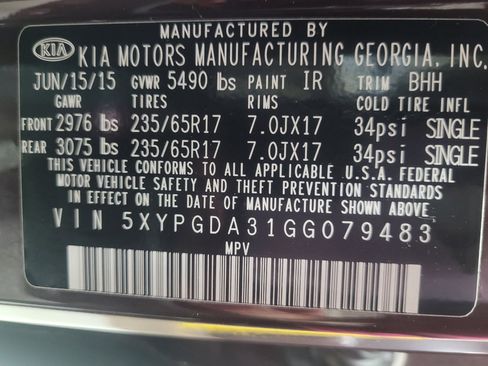 MANUFACTURED BY
KIA KIA MOTORS MANUFACTURING GEORGIA, INC.
JUN/15/15 GVWR 5490 lbs PAINT IR TRIM BHH
GAWR TIRES RIMS COLD TIRE INFL
FRONT 2976 lbs 235/65R17 7.0JX17 34psi SINGLE
REAR 3075 lbs 235/65R17 7.0JX17 34psi SINGLE
THIS VEHICLE CONFORMS TO ALL APPLICABLE U.S.A. FEDERAL
MOTOR VEHICLE SAFETY AND THEFT PREVENTION STANDARDS
IN EFFECT ON THE DATE OF MANUFACTURE SHOWN ABOVE.
VIN 5XYPGDA31GG079483
MPV